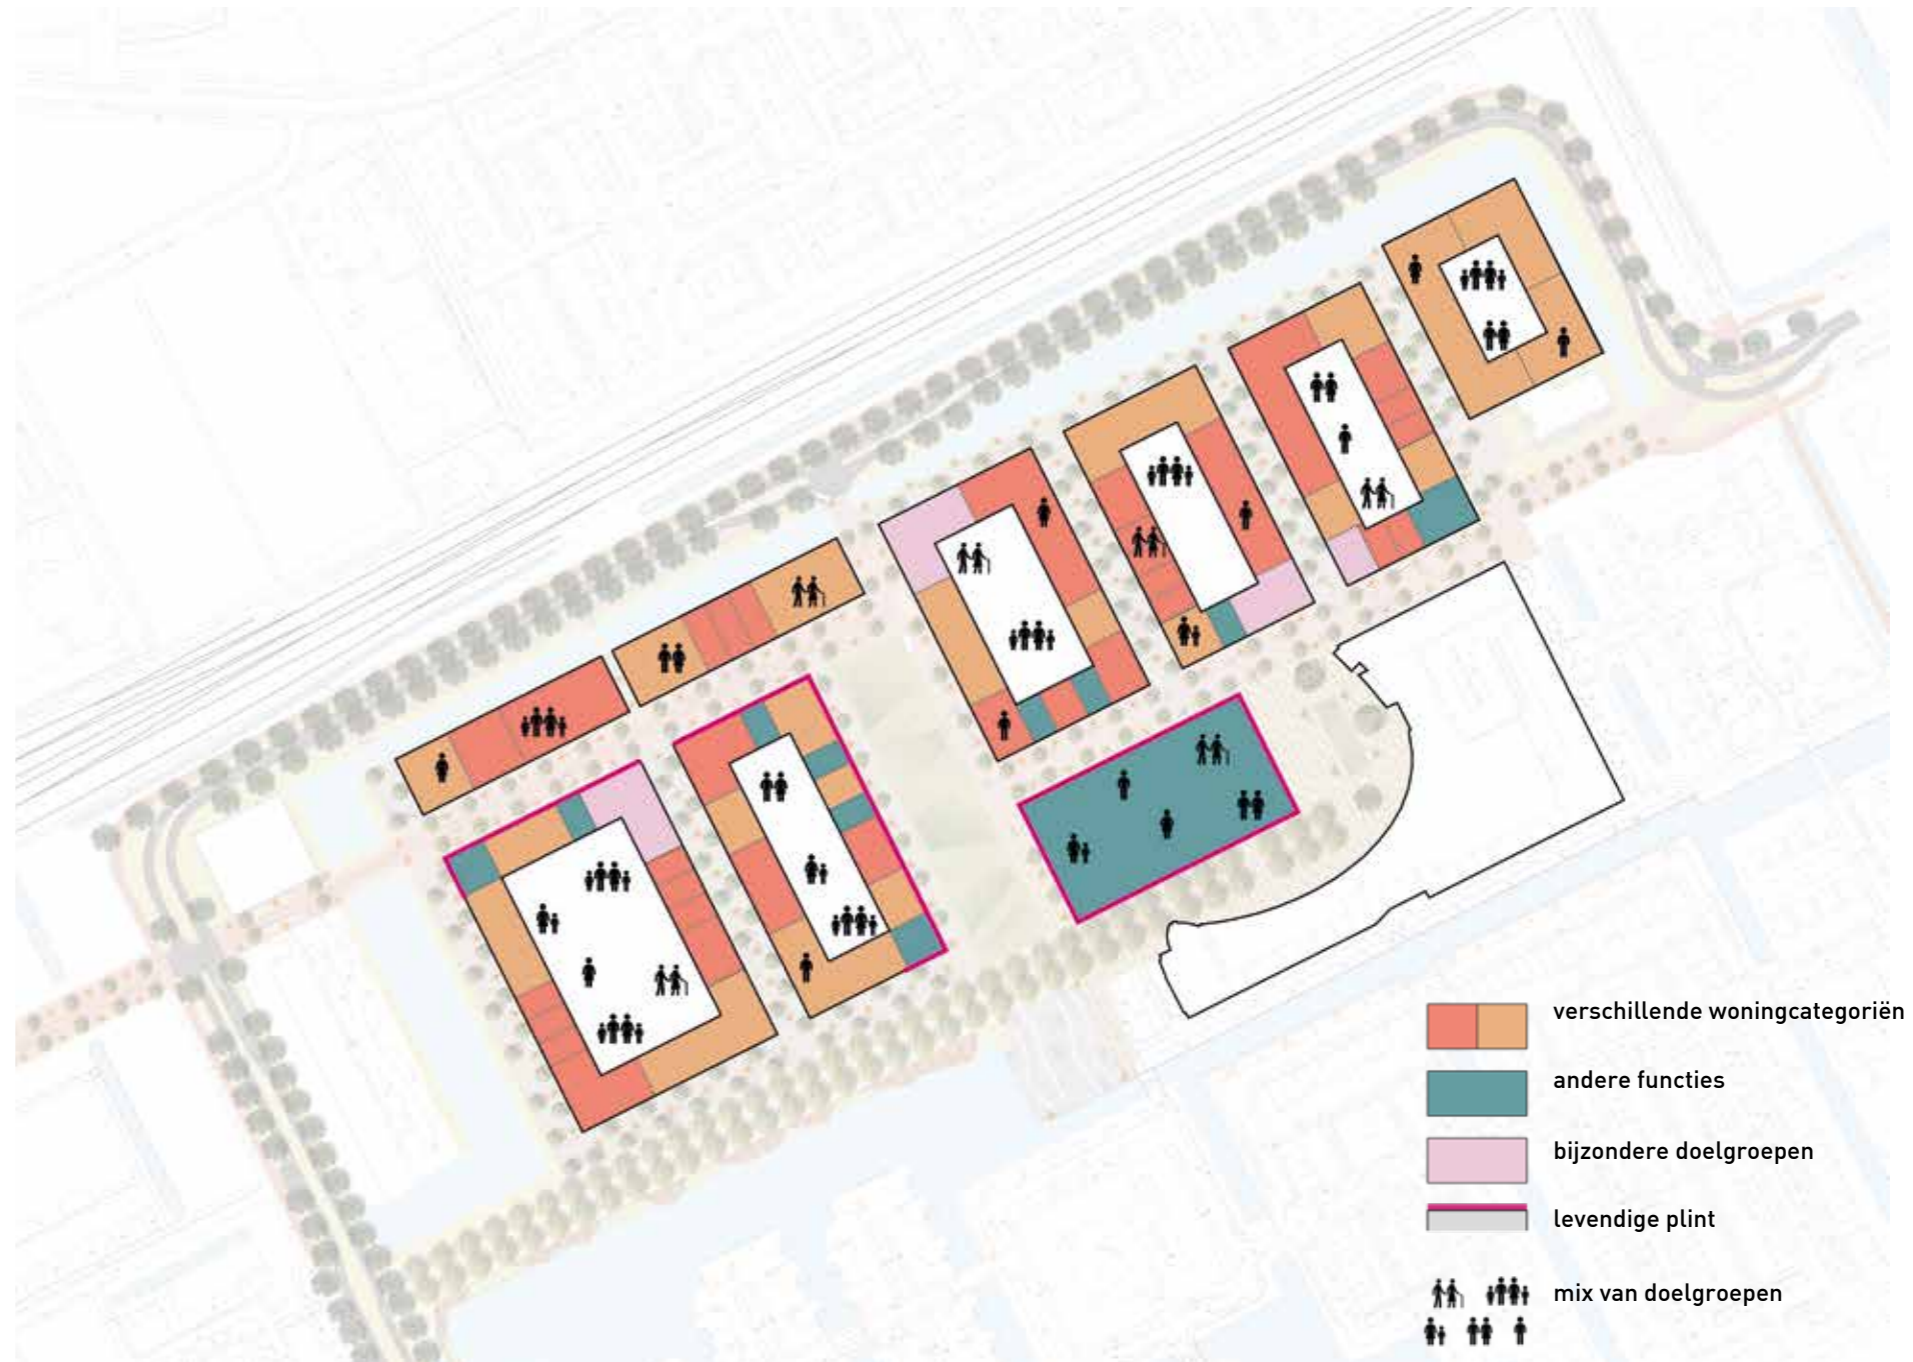 verschillende woningcategoriën
andere functies
bijzondere doelgroepen
levendige plint
mix van doelgroepen